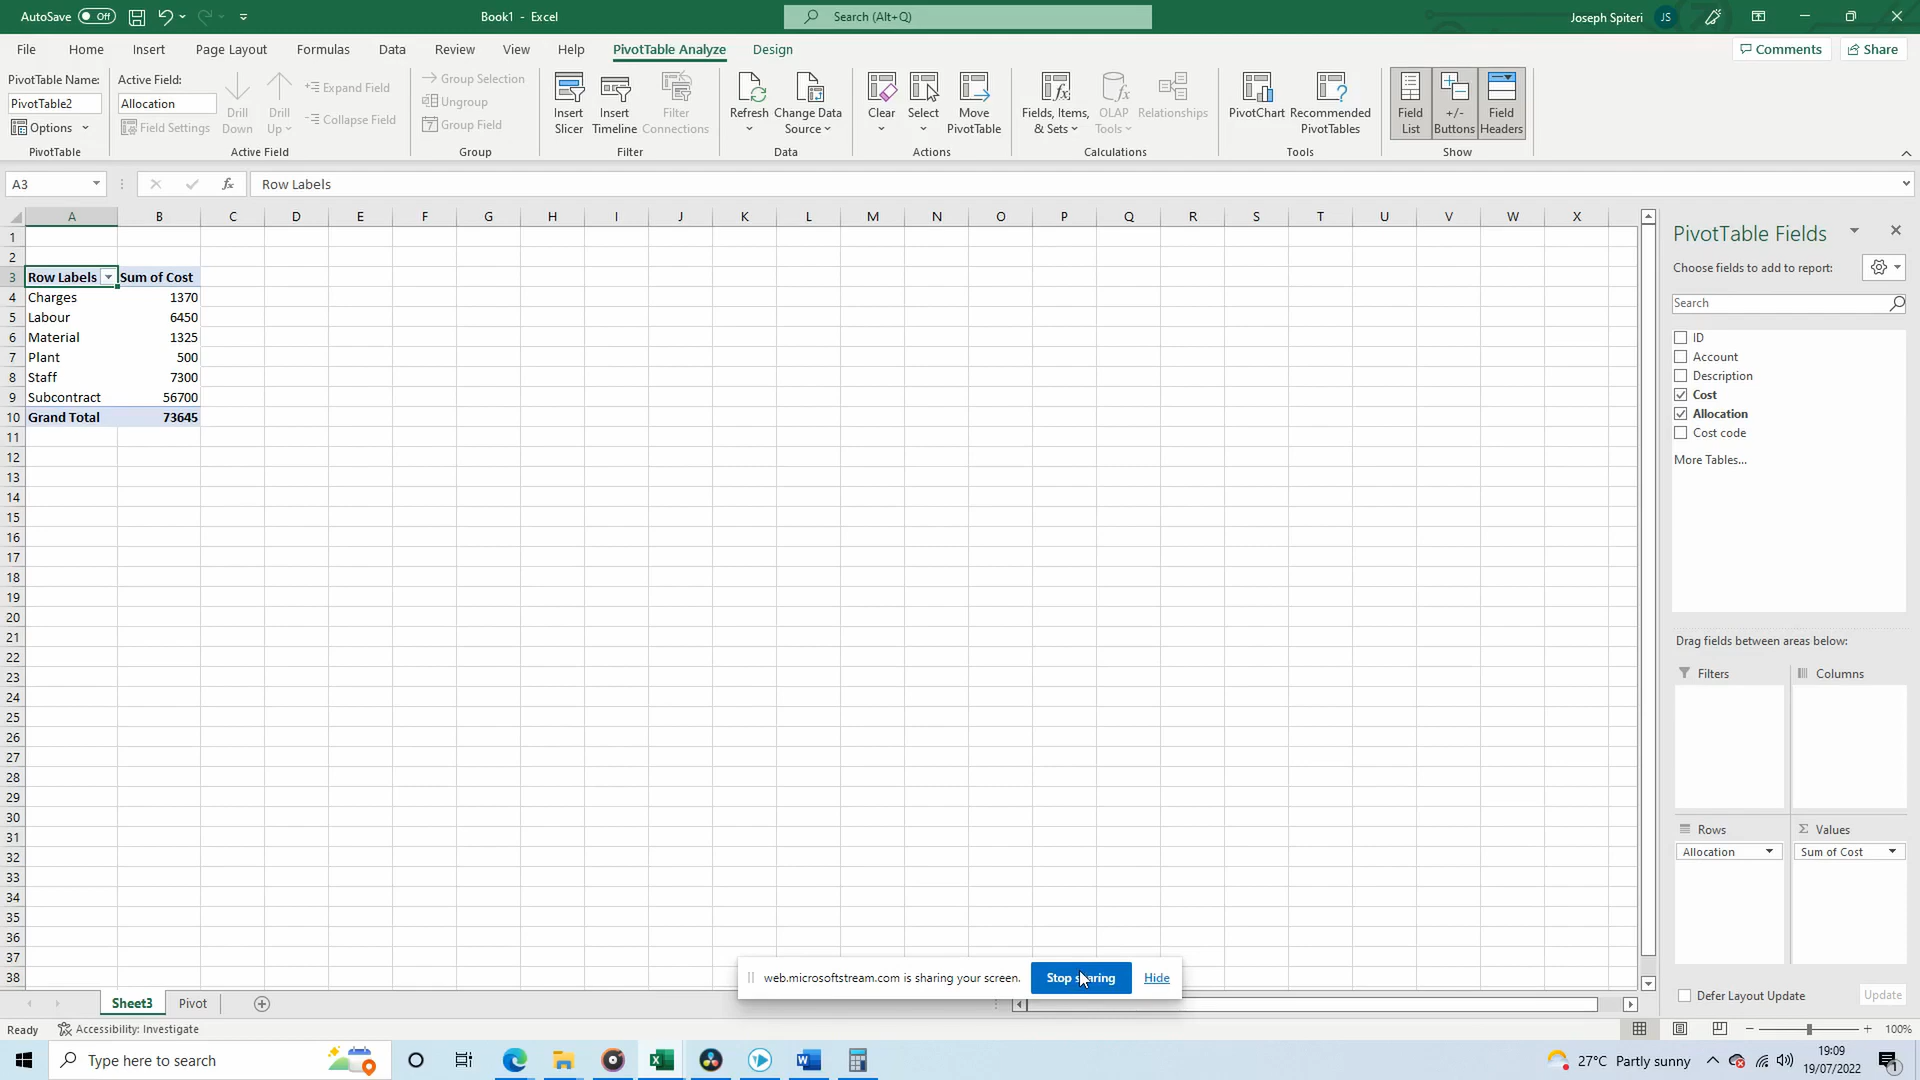 AutoSave Off Book1 - Excel Search (Alt+Q) Joseph Spiteri JS
File Home Insert Page Layout Formulas Data Review View Help PivotTable Analyze Design Comments Share
PivotTable Name:
PivotTable2
Options
PivotTable
Active Field:
Allocation
Field Settings
Drill Down
Drill Up
Expand Field
Collapse Field
Active Field
Group Selection
Ungroup
Group Field
Group
Insert Slicer
Insert Timeline
Filter Connections
Filter
Refresh
Change Data Source
Data
Clear
Select
Move PivotTable
Actions
Fields, Items, & Sets
OLAP Tools
Relationships
Calculations
PivotChart
Recommended PivotTables
Tools
Field List
+/- Buttons
Field Headers
Show
A3 fx Row Labels
A B C D E F G H I J K L M N O P Q R S T U V W X
1
2
3 Row Labels Sum of Cost
4 Charges 1370
5 Labour 6450
6 Material 1325
7 Plant 500
8 Staff 7300
9 Subcontract 56700
10 Grand Total 73645
11
12
13
14
15
16
17
18
19
20
21
22
23
24
25
26
27
28
29
30
31
32
33
34
35
36
37
38
PivotTable Fields
Choose fields to add to report:
Search
ID
Account
Description
Cost
Allocation
Cost code
More Tables...
Drag fields between areas below:
Filters
Columns
Rows
Allocation
Values
Sum of Cost
Defer Layout Update Update
web.microsoftstream.com is sharing your screen. Stop sharing Hide
Sheet3 Pivot
Ready Accessibility: Investigate 100%
Type here to search
27°C Partly sunny
19:09
19/07/2022
1